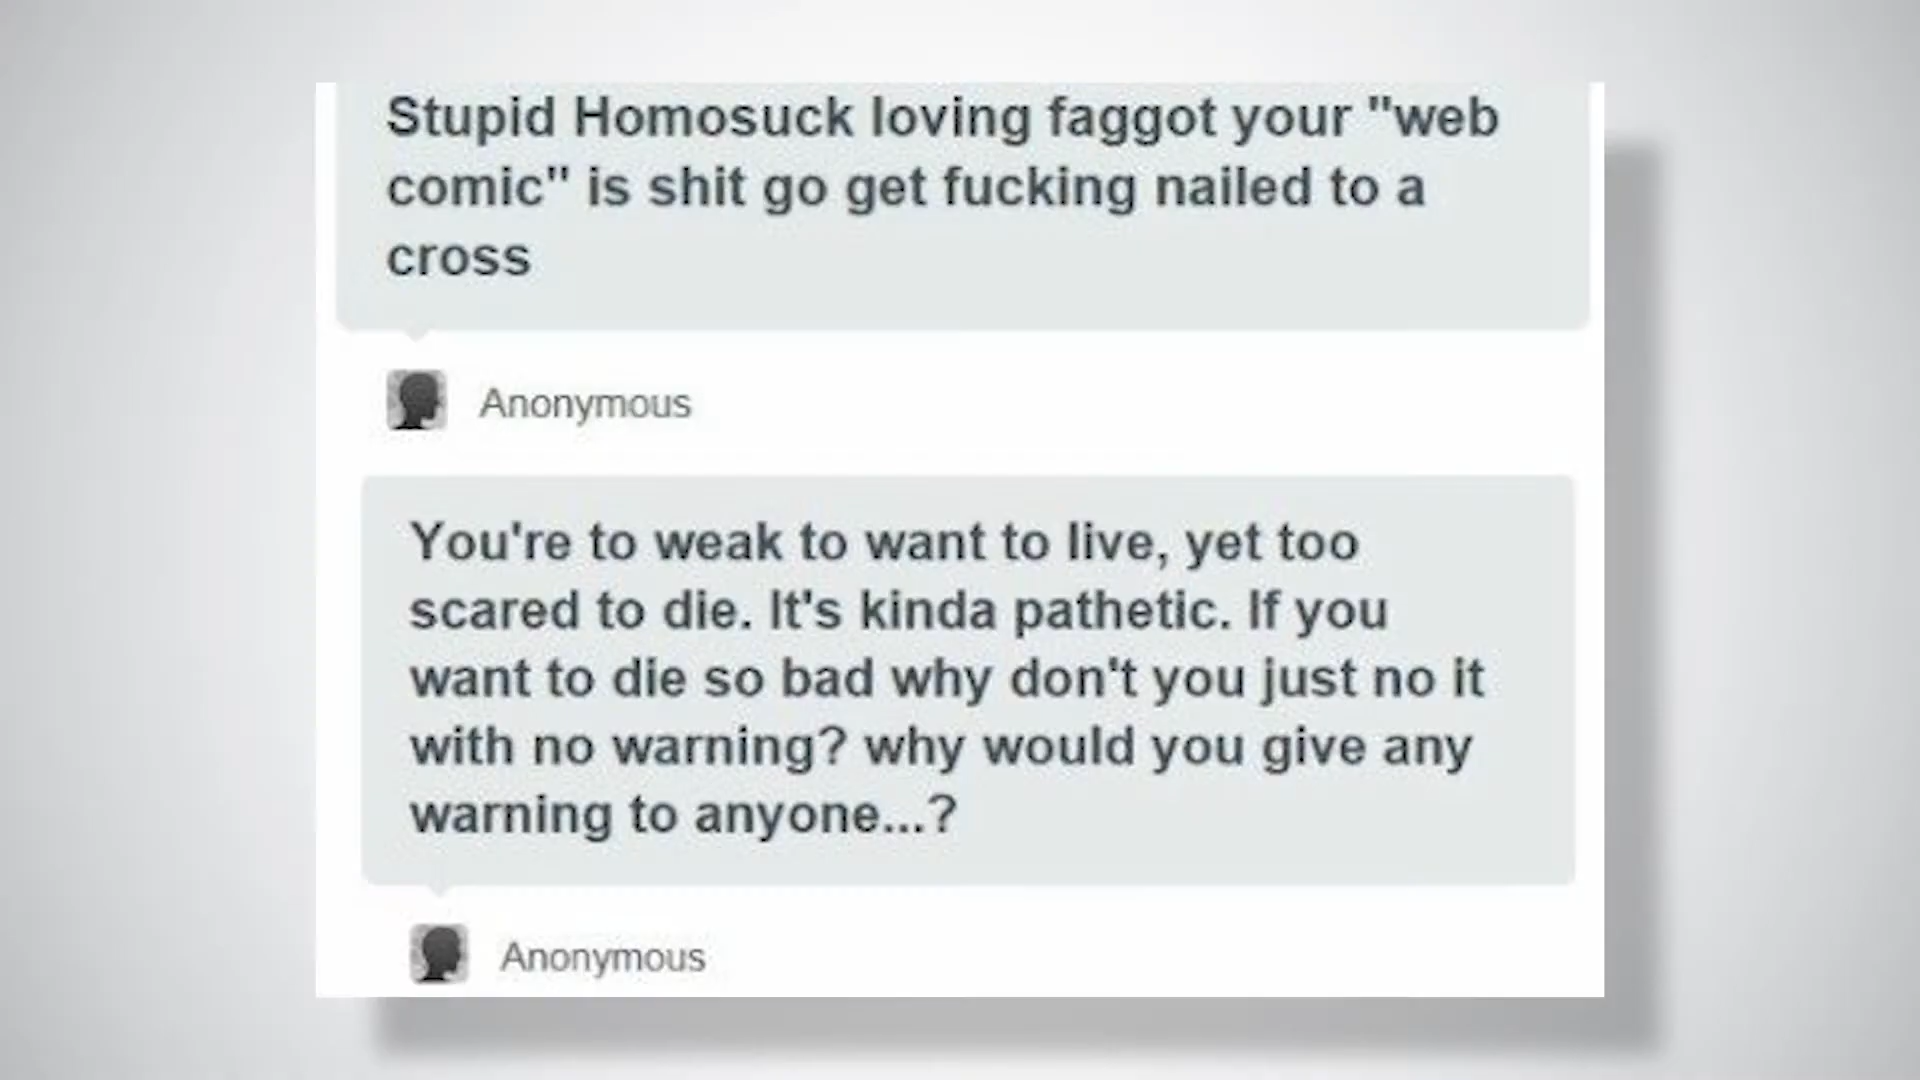 Stupid Homosuck loving faggot your "web
comic" is shit go get fucking nailed to a
cross
Anonymous
You're to weak to want to live, yet too
scared to die. It's kinda pathetic. If you
want to die so bad why don't you just no it
with no warning? why would you give any
warning to anyone...?
Anonymous